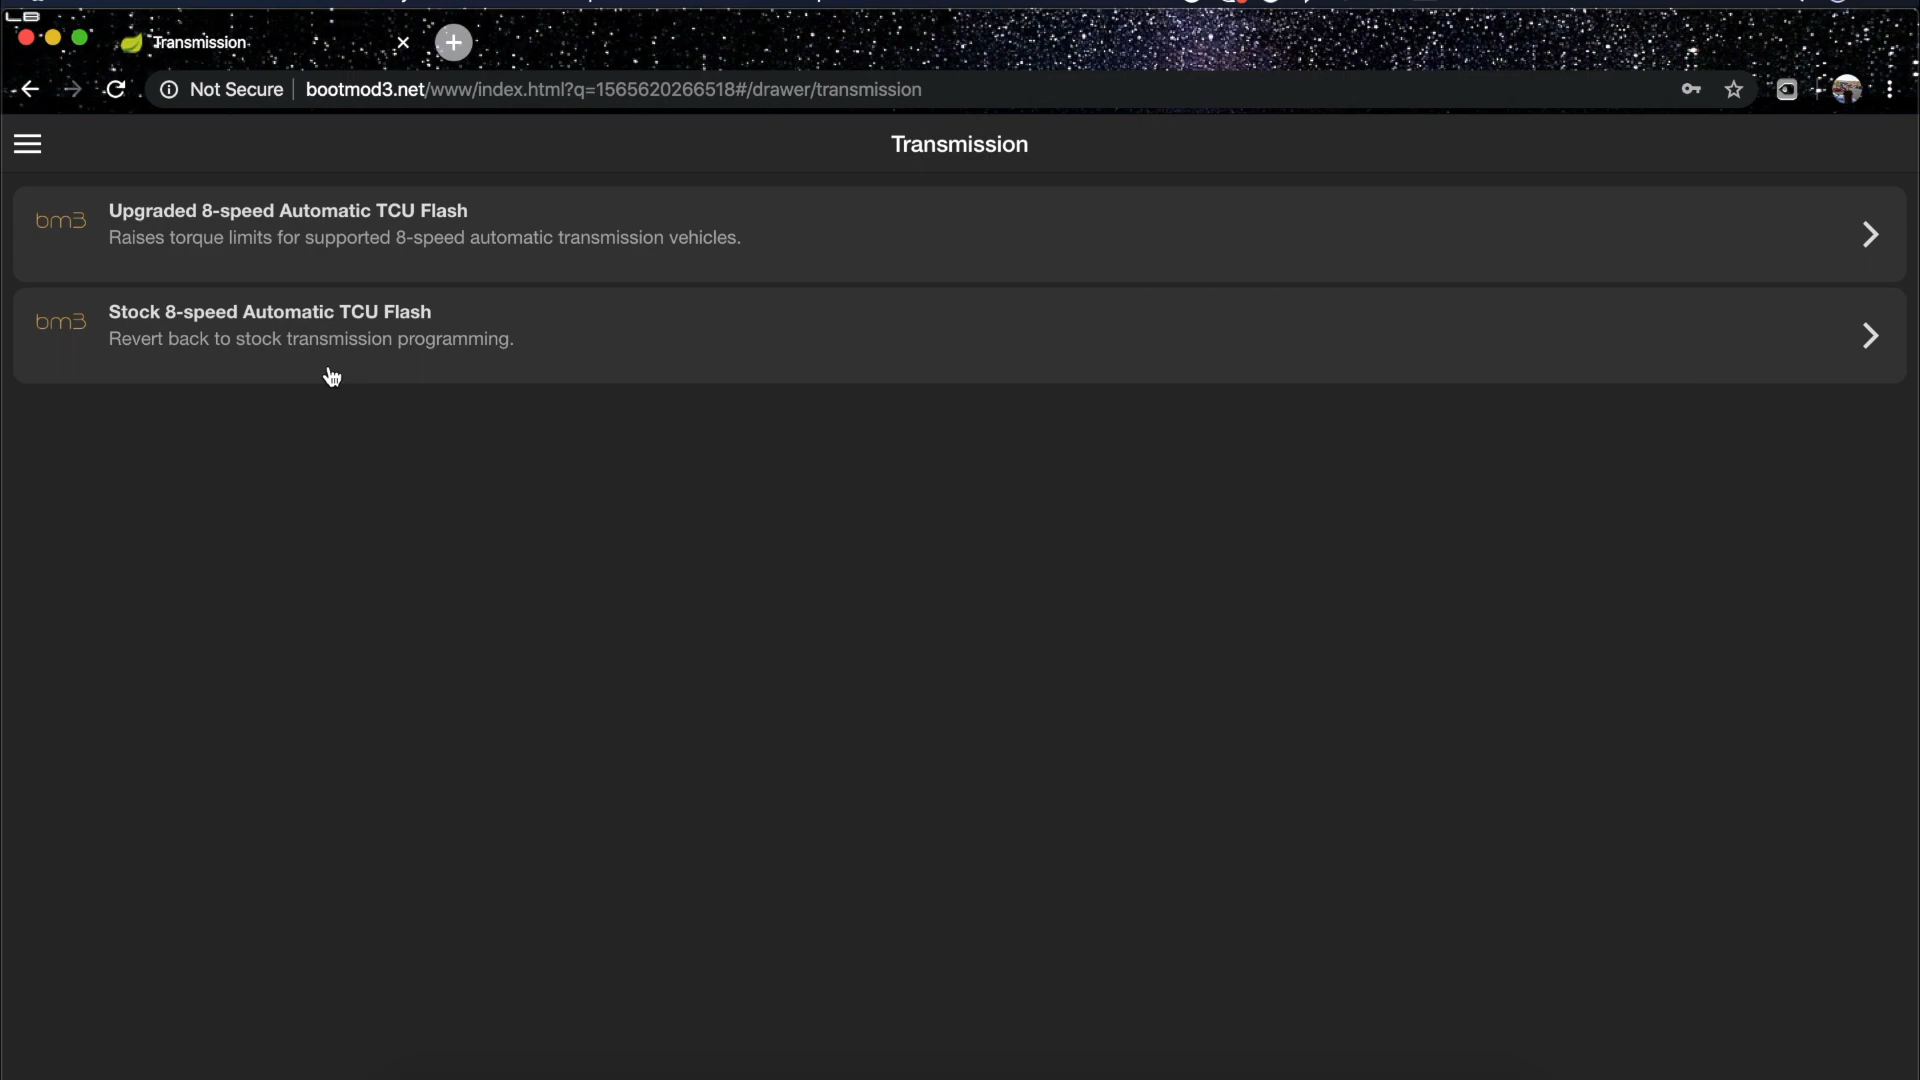 LB
Transmission
Not Secure
bootmod3.net/www/index.html?q=1565620266518#/drawer/transmission
Transmission
bm3
Upgraded 8-speed Automatic TCU Flash
Raises torque limits for supported 8-speed automatic transmission vehicles.
bm3
Stock 8-speed Automatic TCU Flash
Revert back to stock transmission programming.